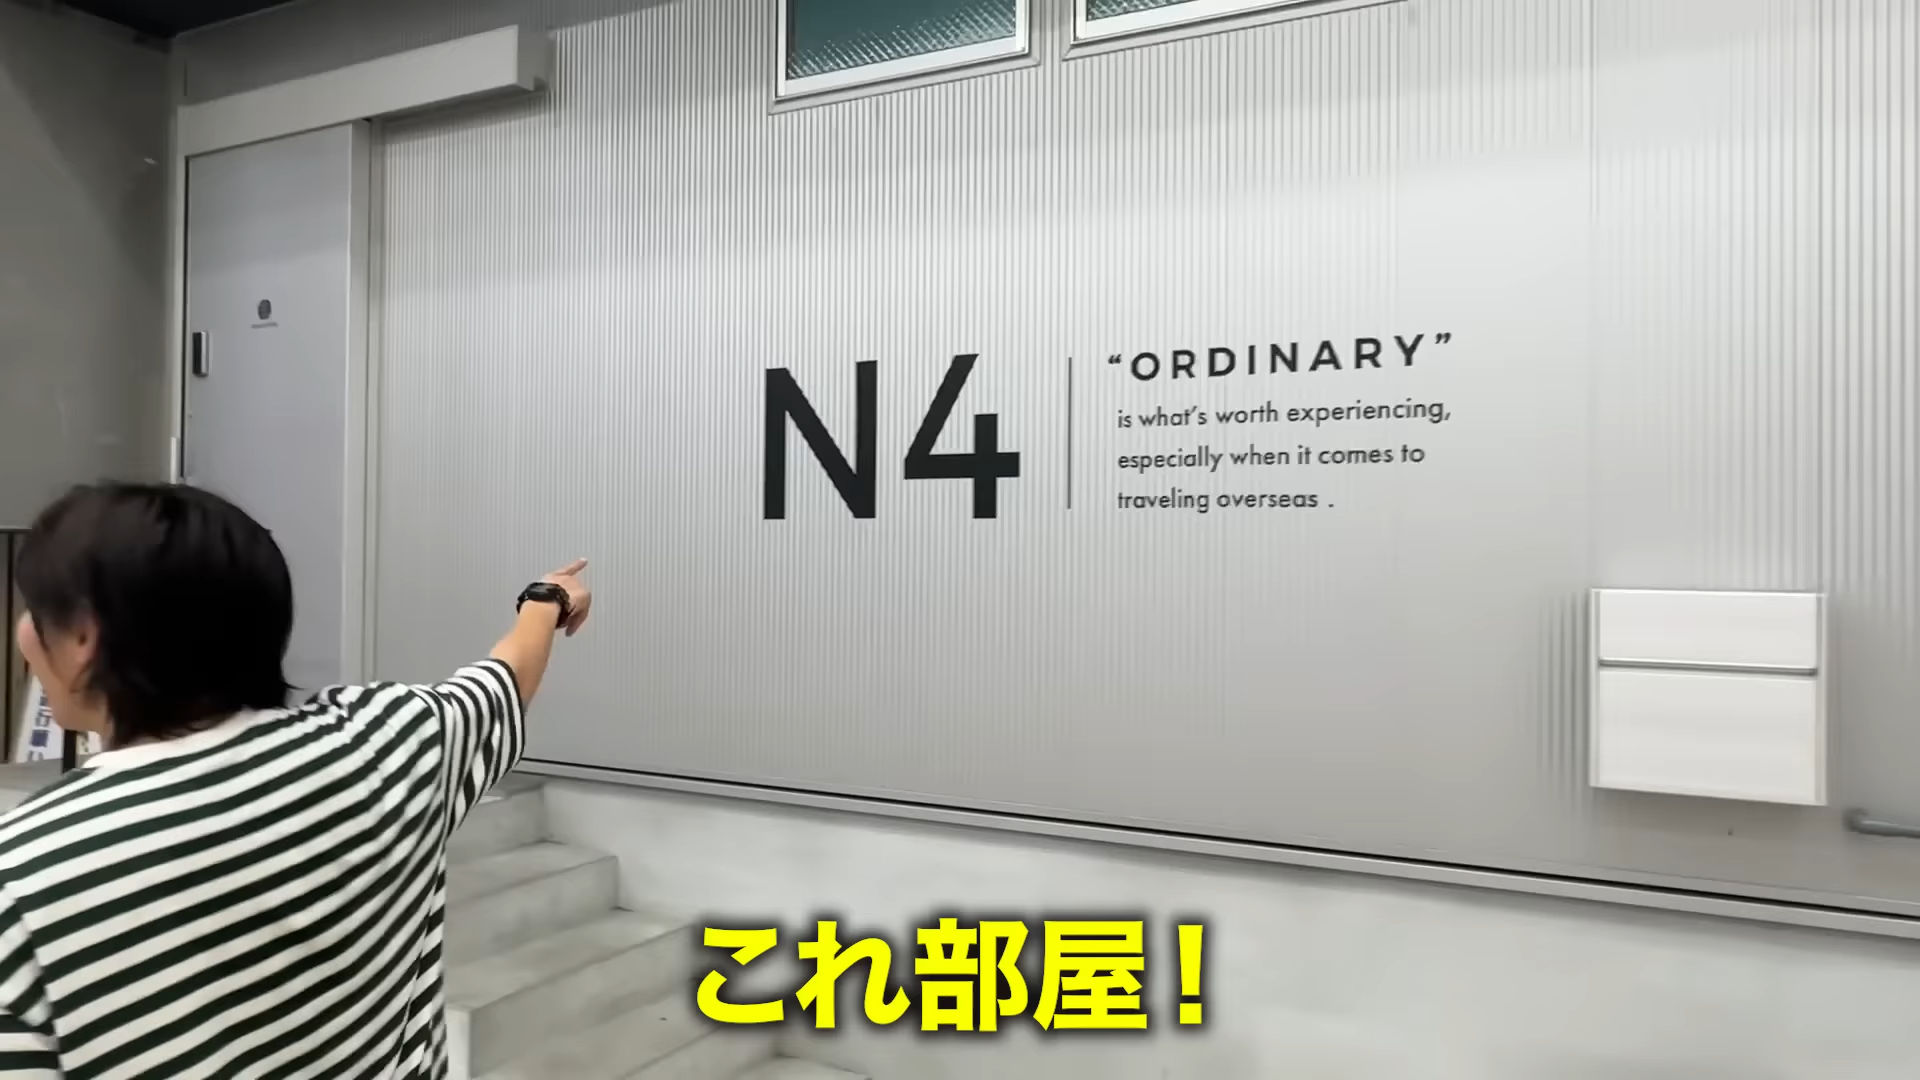 N4
“ORDINARY”
is what's worth experiencing,
especially when it comes to
traveling overseas .
これ部屋！